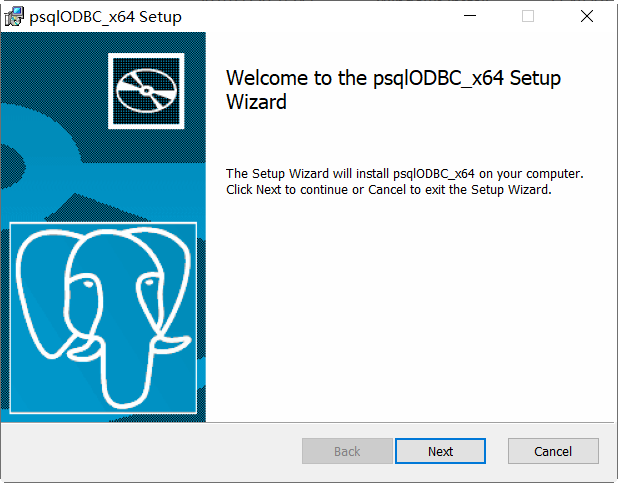 psqlODBC_x64 Setup
Welcome to the psqlODBC_x64 Setup
Wizard
The Setup Wizard will install psqlODBC_x64 on your computer.
Click Next to continue or Cancel to exit the Setup Wizard.
Back
Next
Cancel